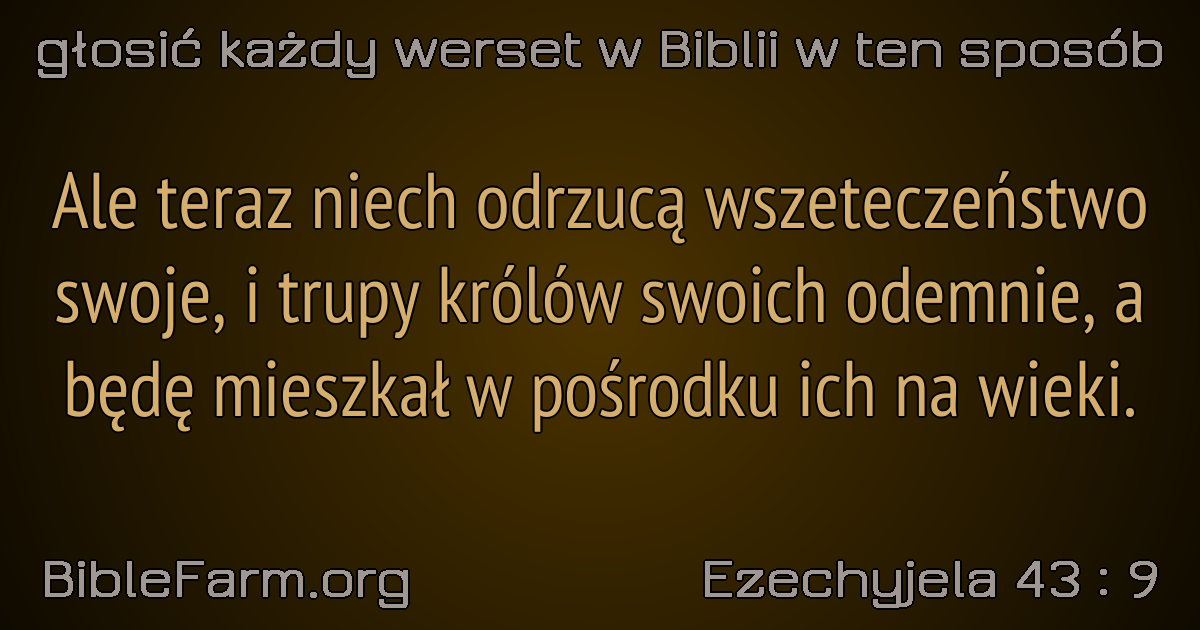 głosić każdy werset w Biblii w ten sposób
Ale teraz niech odrzucą wszeteczeństwo
swoje, i trupy królów swoich odemnie, a
będę mieszkał w pośrodku ich na wieki.
BibleFarm.org
Ezechyjela 43 : 9